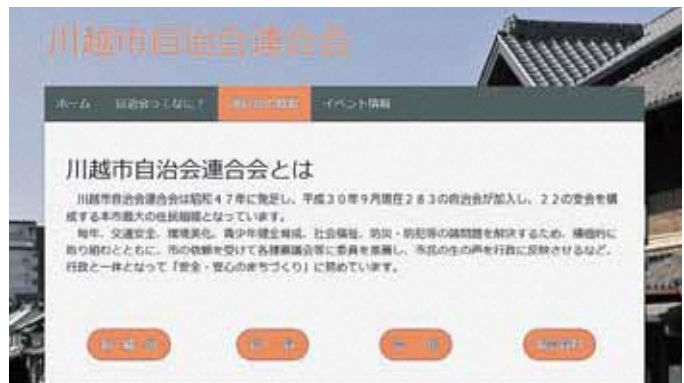 川越市自治会連合会
ホーム 自治会ってなに? 連合会の概要 イベント情報
川越市自治会連合会とは
川越市自治会連合会は昭和47年に発足し、平成30年9月現在283の自治会が加入し、22の支会を構
成する本市最大の住民組織となっています。
毎年、交通安全、環境美化、青少年健全育成、社会福祉、防災・防犯等の諸問題を解決するため、積極的に
取り組むとともに、市の依頼を受けて各種審議会等に委員を推薦し、市民の生の声を行政に反映させるなど、
行政と一体となって「安全・安心のまちづくり」に努めています。